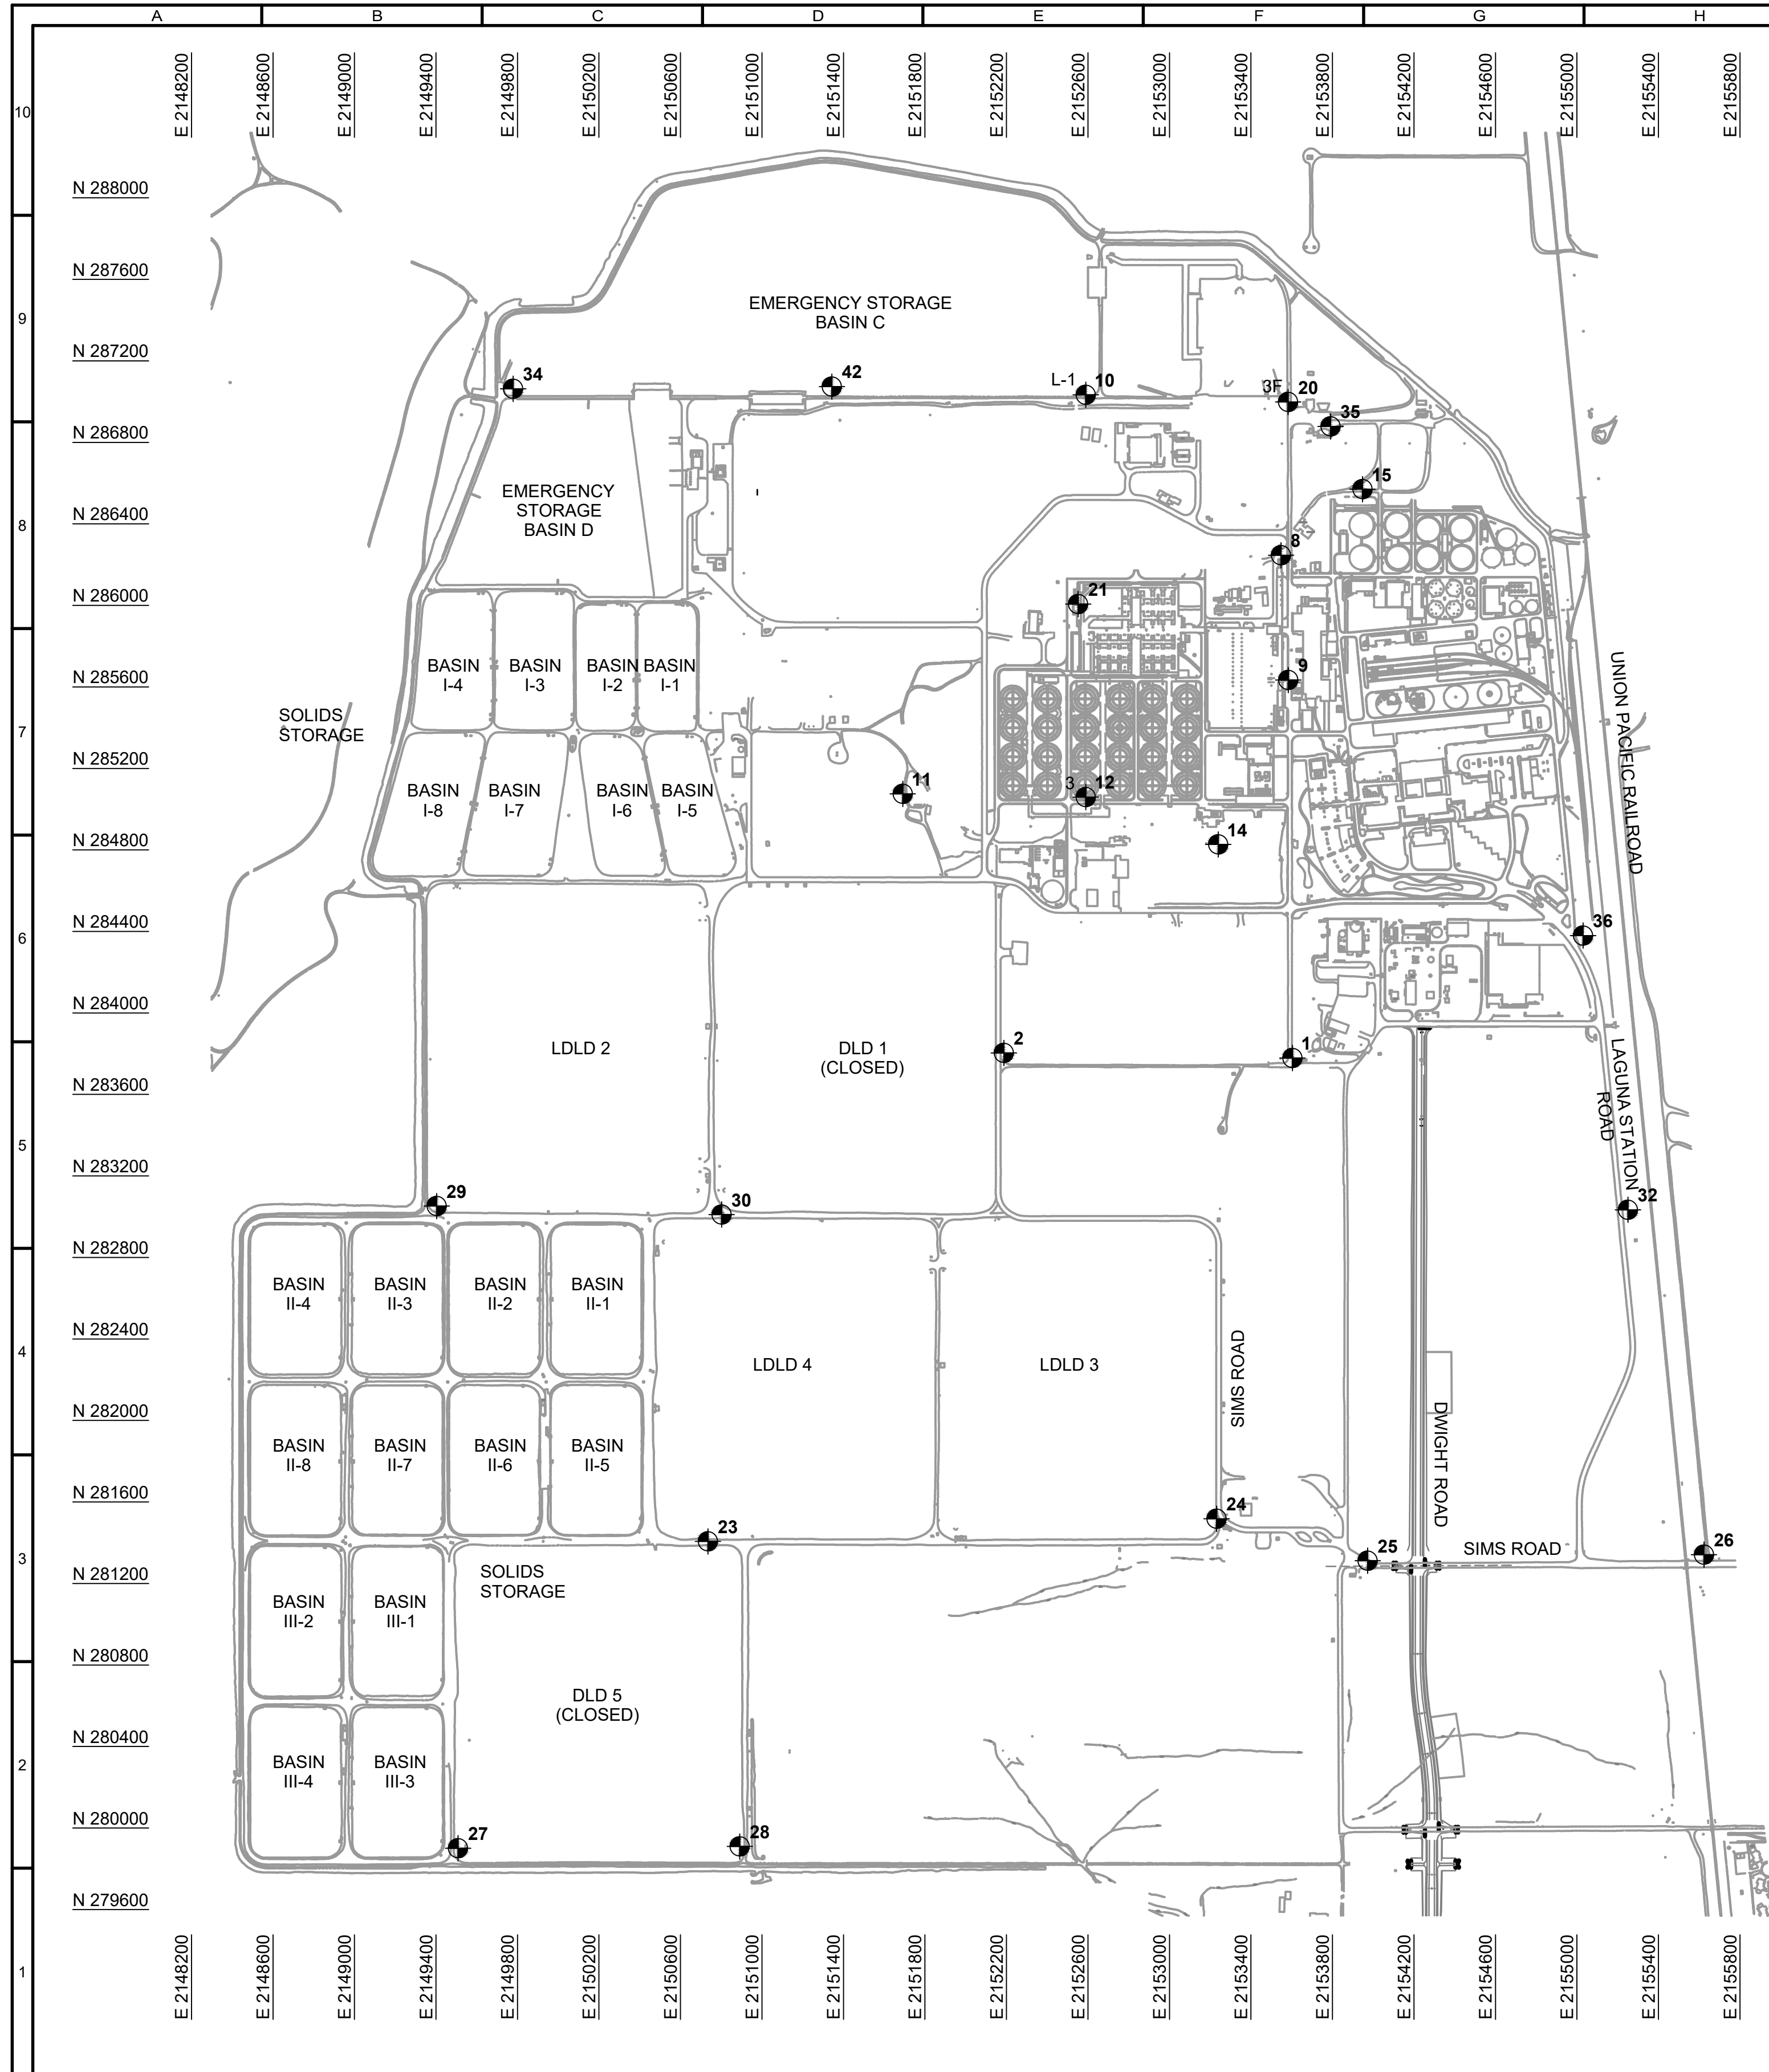 A
B
C
D
E
F
G
H
E 2148200
E 2148600
E 2149000
E 2149400
E 2149800
E 2150200
E 2150600
E 2151000
E 2151400
E 2151800
E 2152200
E 2152600
E 2153000
E 2153400
E 2153800
E 2154200
E 2154600
E 2155000
E 2155400
E 2155800
10
N 288000
N 287600
EMERGENCY STORAGE
BASIN C
9
N 287200
34
42
L-1
10
3F
20
35
N 286800
15
EMERGENCY
STORAGE
BASIN D
N 286400
8
8
N 286000
21
BASIN
I-4
BASIN
I-3
BASIN
I-2
BASIN
I-1
N 285600
9
UNION PACIFIC RAILROAD
SOLIDS
STORAGE
7
N 285200
BASIN
I-8
BASIN
I-7
BASIN
I-6
BASIN
I-5
11
3
12
N 284800
14
N 284400
36
6
N 284000
LDLD 2
DLD 1
(CLOSED)
2
1
N 283600
LAGUNA STATION
ROAD
5
N 283200
29
30
32
N 282800
BASIN
II-4
BASIN
II-3
BASIN
II-2
BASIN
II-1
N 282400
4
LDLD 4
LDLD 3
SIMS ROAD
N 282000
DWIGHT ROAD
BASIN
II-8
BASIN
II-7
BASIN
II-6
BASIN
II-5
N 281600
24
23
25
SIMS ROAD
26
3
N 281200
SOLIDS
STORAGE
BASIN
III-2
BASIN
III-1
N 280800
DLD 5
(CLOSED)
N 280400
2
BASIN
III-4
BASIN
III-3
N 280000
27
28
N 279600
1
E 2148200
E 2148600
E 2149000
E 2149400
E 2149800
E 2150200
E 2150600
E 2151000
E 2151400
E 2151800
E 2152200
E 2152600
E 2153000
E 2153400
E 2153800
E 2154200
E 2154600
E 2155000
E 2155400
E 2155800